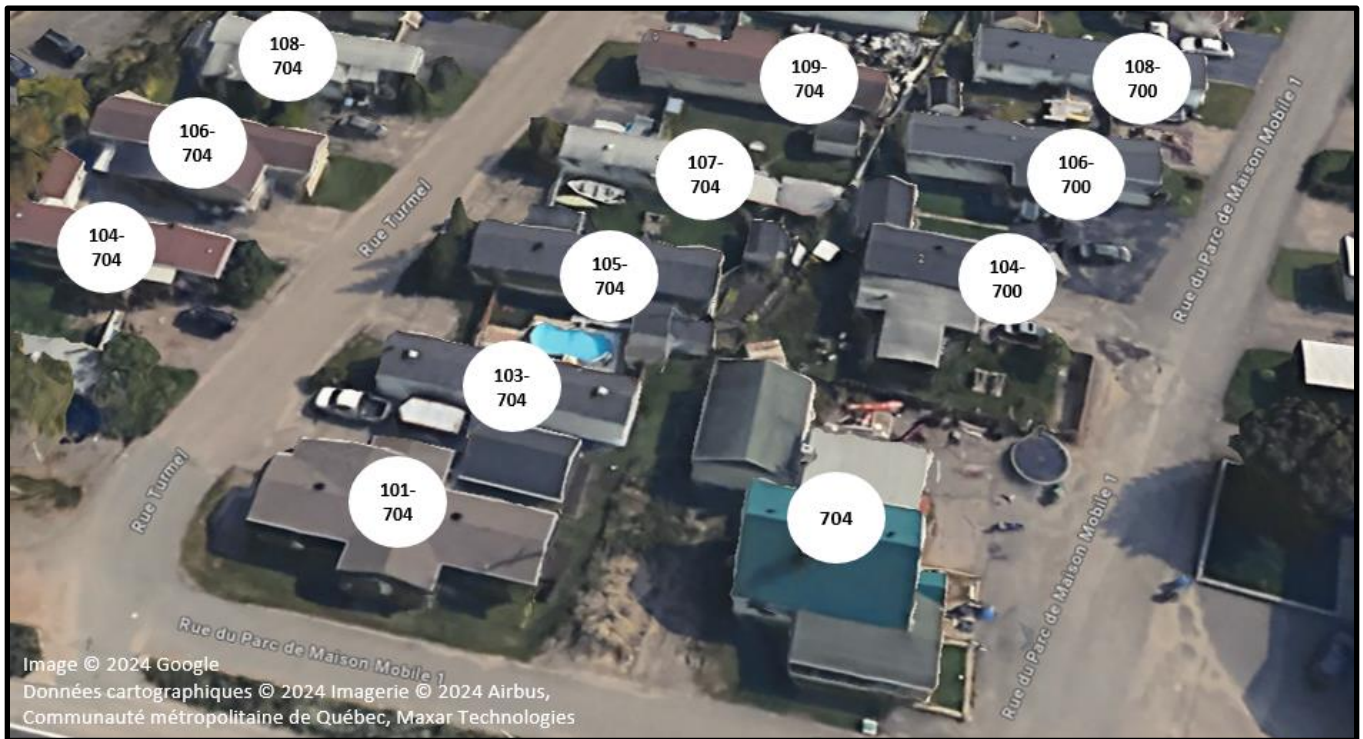 108-
704
109-
704
108-
700
106-
704
107-
704
106-
700
104-
704
Rue Turmel
Rue du Parc de Maison Mobile 1
105-
704
104-
700
103-
704
101-
704
704
Rue Turmel
Rue du Parc de Maison Mobile 1
Rue du Parc de Maison Mobile 1
Image © 2024 Google
Données cartographiques © 2024 Imagerie © 2024 Airbus,
Communauté métropolitaine de Québec, Maxar Technologies